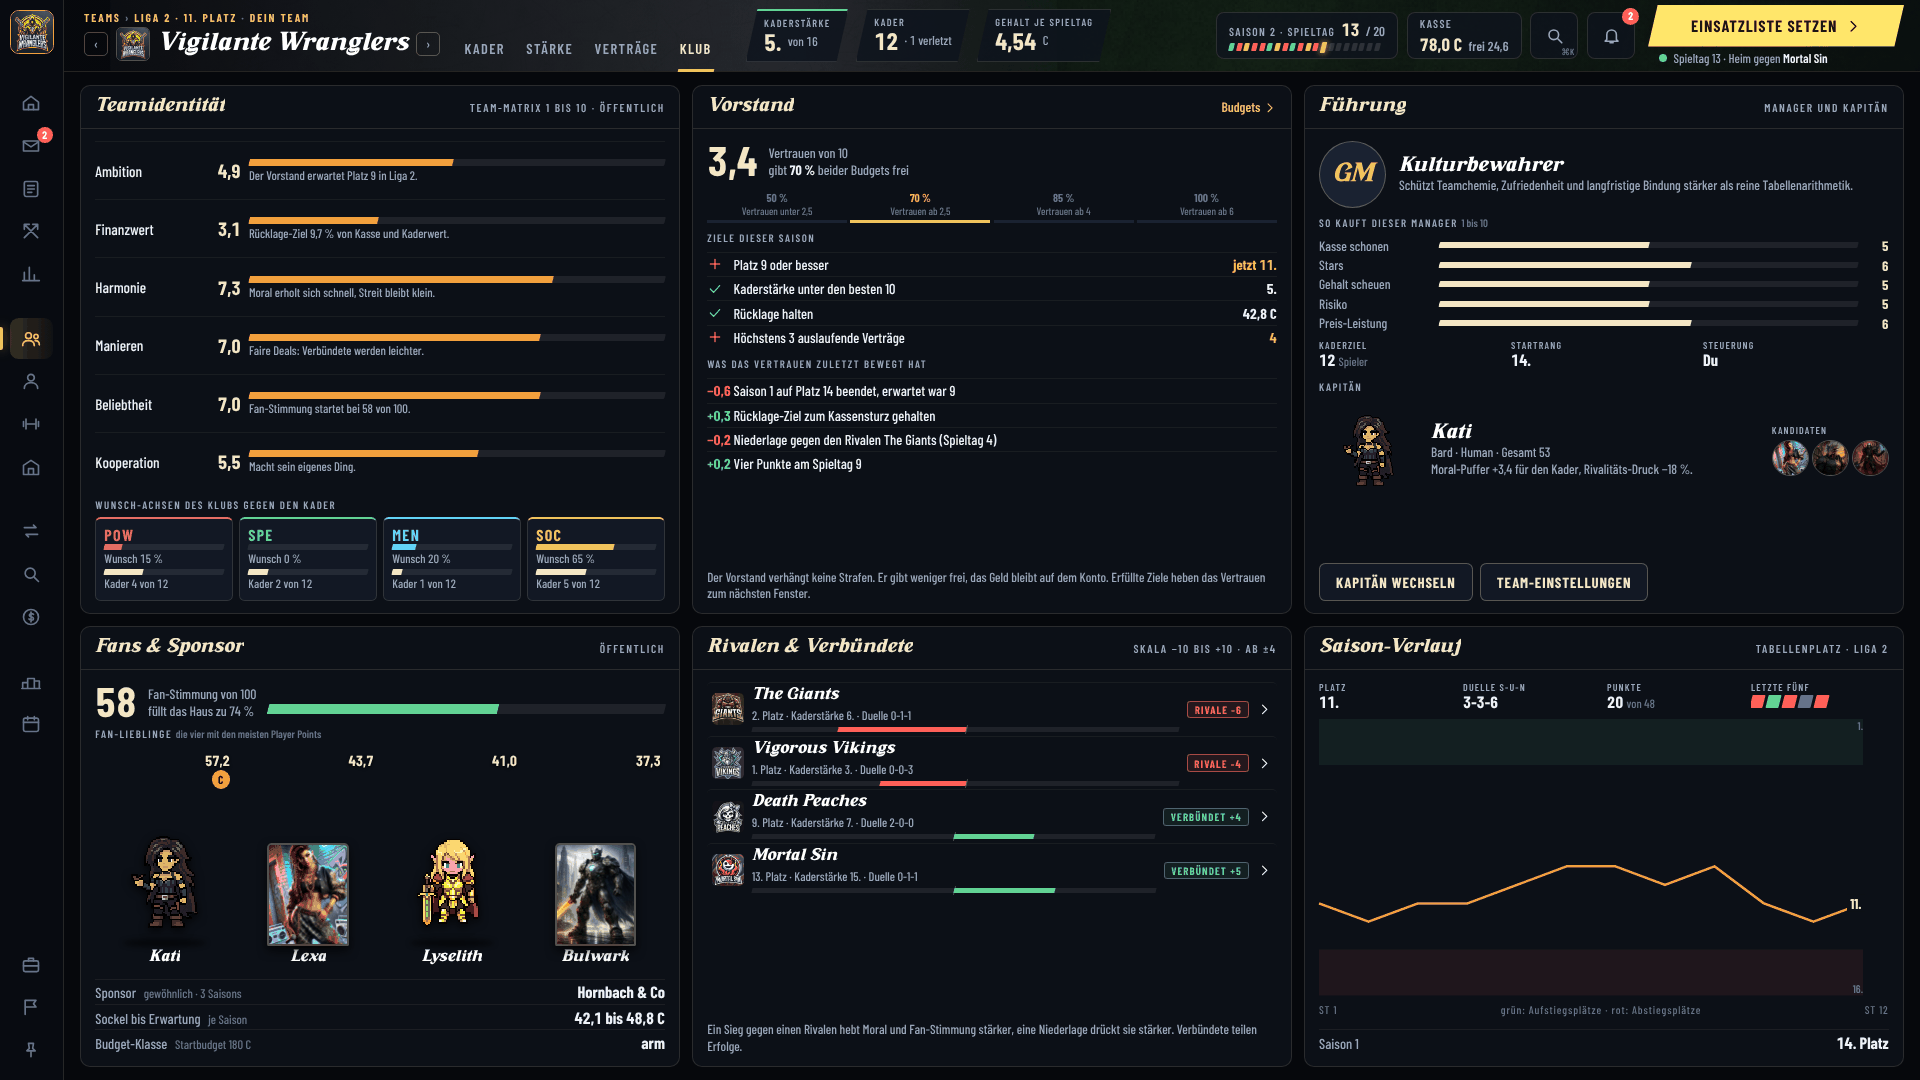 TEAMS › LIGA 2 · 11. PLATZ · DEIN TEAM
Vigilante Wranglers
KADER
STÄRKE
VERTRÄGE
KLUB
KADERSTÄRKE
5. von 16
KADER
12 · 1 verletzt
GEHALT JE SPIELTAG
4,54 C
SAISON 2 · SPIELTAG 13 / 20
KASSE
78,0 C frei 24,6
⌘K
2
EINSATZLISTE SETZEN
Spieltag 13 · Heim gegen Mortal Sin
2
Teamidentität
TEAM-MATRIX 1 BIS 10 · ÖFFENTLICH
Ambition 4,9
Der Vorstand erwartet Platz 9 in Liga 2.
Finanzwert 3,1
Rücklage-Ziel 9,7 % von Kasse und Kaderwert.
Harmonie 7,3
Moral erholt sich schnell, Streit bleibt klein.
Manieren 7,0
Faire Deals: Verbündete werden leichter.
Beliebtheit 7,0
Fan-Stimmung startet bei 58 von 100.
Kooperation 5,5
Macht sein eigenes Ding.
WUNSCH-ACHSEN DES KLUBS GEGEN DEN KADER
POW
Wunsch 15 %
Kader 4 von 12
SPE
Wunsch 0 %
Kader 2 von 12
MEN
Wunsch 20 %
Kader 1 von 12
SOC
Wunsch 65 %
Kader 5 von 12
Vorstand
Budgets
3,4
Vertrauen von 10
gibt 70 % beider Budgets frei
50 %
Vertrauen unter 2,5
70 %
Vertrauen ab 2,5
85 %
Vertrauen ab 4
100 %
Vertrauen ab 6
ZIELE DIESER SAISON
Platz 9 oder besser jetzt 11.
Kaderstärke unter den besten 10 5.
Rücklage halten 42,8 C
Höchstens 3 auslaufende Verträge 4
WAS DAS VERTRAUEN ZULETZT BEWEGT HAT
−0,6 Saison 1 auf Platz 14 beendet, erwartet war 9
+0,3 Rücklage-Ziel zum Kassensturz gehalten
−0,2 Niederlage gegen den Rivalen The Giants (Spieltag 4)
+0,2 Vier Punkte am Spieltag 9
Der Vorstand verhängt keine Strafen. Er gibt weniger frei, das Geld bleibt auf dem Konto. Erfüllte Ziele heben das Vertrauen
zum nächsten Fenster.
Führung
MANAGER UND KAPITÄN
GM
Kulturbewahrer
Schützt Teamchemie, Zufriedenheit und langfristige Bindung stärker als reine Tabellenarithmetik.
SO KAUFT DIESER MANAGER 1 bis 10
Kasse schonen 5
Stars 6
Gehalt scheuen 5
Risiko 5
Preis-Leistung 6
KADERZIEL
12 Spieler
STARTRANG
14.
STEUERUNG
Du
KAPITÄN
Kati
Bard · Human · Gesamt 53
Moral-Puffer +3,4 für den Kader, Rivalitäts-Druck −18 %.
KANDIDATEN
KAPITÄN WECHSELN
TEAM-EINSTELLUNGEN
Fans & Sponsor
ÖFFENTLICH
58
Fan-Stimmung von 100
füllt das Haus zu 74 %
FAN-LIEBLINGE die vier mit den meisten Player Points
57,2
C
Kati
43,7
Lexa
41,0
Lyselith
37,3
Bulwark
Sponsor gewöhnlich · 3 Saisons Hornbach & Co
Sockel bis Erwartung je Saison 42,1 bis 48,8 C
Budget-Klasse Startbudget 180 C arm
Rivalen & Verbündete
SKALA −10 BIS +10 · AB ±4
The Giants
2. Platz · Kaderstärke 6. · Duelle 0-1-1
RIVALE −6
Vigorous Vikings
1. Platz · Kaderstärke 3. · Duelle 0-0-3
RIVALE −4
Death Peaches
9. Platz · Kaderstärke 7. · Duelle 2-0-0
VERBÜNDET +4
Mortal Sin
13. Platz · Kaderstärke 15. · Duelle 0-1-1
VERBÜNDET +5
Ein Sieg gegen einen Rivalen hebt Moral und Fan-Stimmung stärker, eine Niederlage drückt sie stärker. Verbündete teilen
Erfolge.
Saison-Verlauf
TABELLENPLATZ · LIGA 2
PLATZ
11.
DUELLE S-U-N
3-3-6
PUNKTE
20 von 48
LETZTE FÜNF
1.
11.
16.
ST 1
grün: Aufstiegsplätze · rot: Abstiegsplätze
ST 12
Saison 1 14. Platz